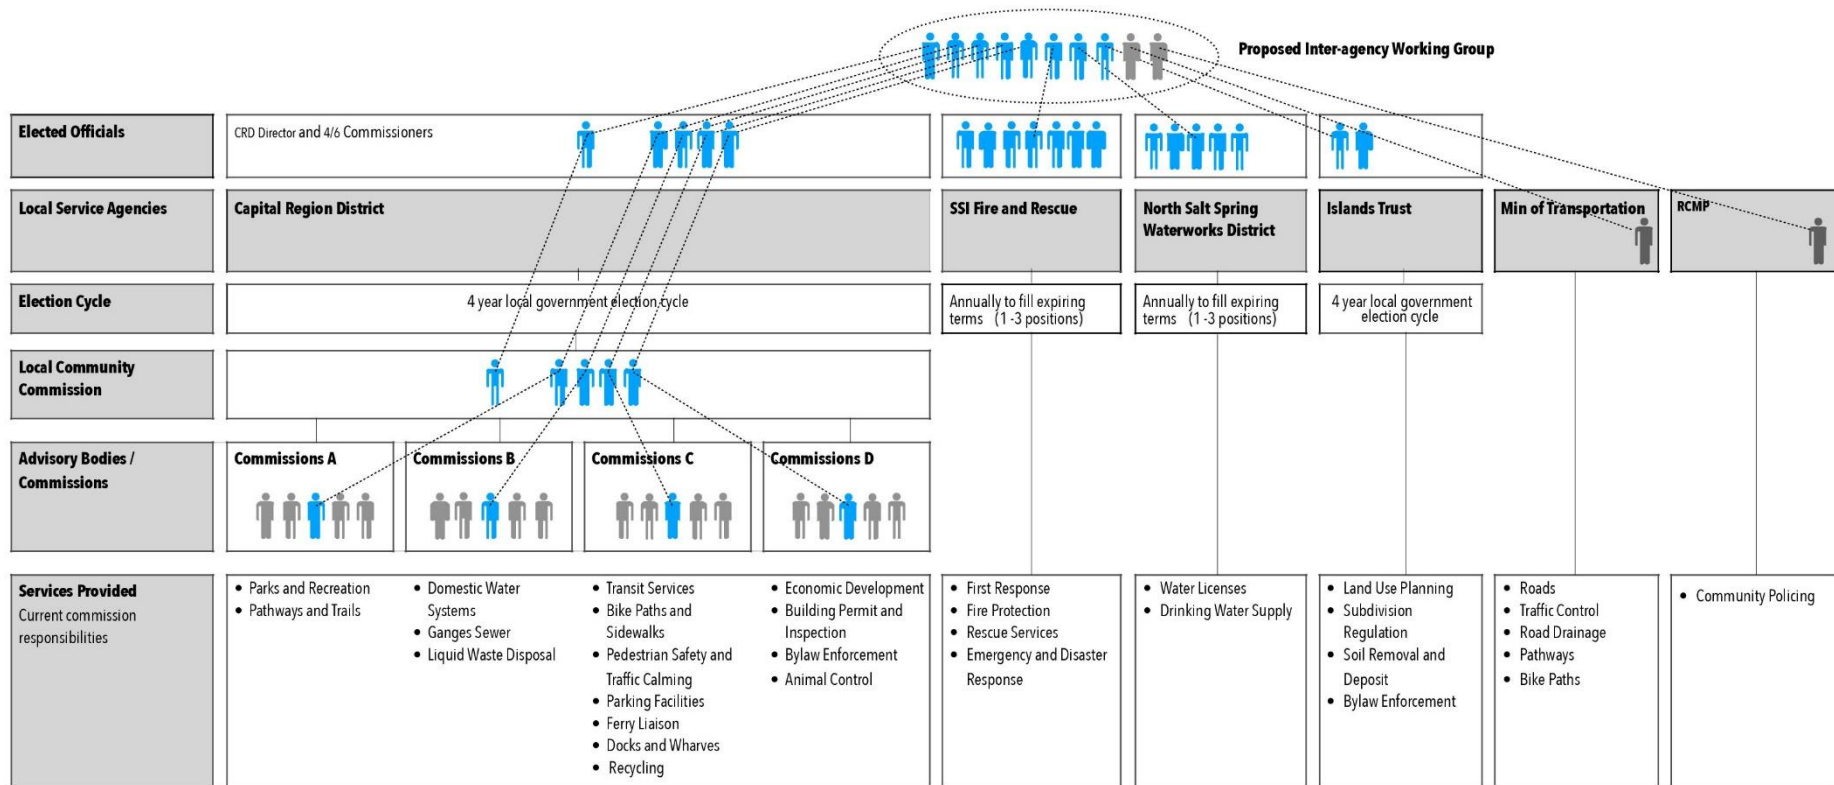 Proposed Inter-agency Working Group
Elected Officials
CRD Director and 4/6 Commissioners
Local Service Agencies
Capital Region District
SSI Fire and Rescue
North Salt Spring
Waterworks District
Islands Trust
Min of Transportation
RCMP
Election Cycle
4 year local government election cycle
Annually to fill expiring
terms (1 -3 positions)
Annually to fill expiring
terms (1 -3 positions)
4 year local government
election cycle
Local Community
Commission
Advisory Bodies /
Commissions
Commissions A
Commissions B
Commissions C
Commissions D
Services Provided
Current commission
responsibilities
• Parks and Recreation
• Pathways and Trails
• Domestic Water
Systems
• Ganges Sewer
• Liquid Waste Disposal
• Transit Services
• Bike Paths and
Sidewalks
• Pedestrian Safety and
Traffic Calming
• Parking Facilities
• Ferry Liaison
• Docks and Wharves
• Recycling
• Economic Development
• Building Permit and
Inspection
• Bylaw Enforcement
• Animal Control
• First Response
• Fire Protection
• Rescue Services
• Emergency and Disaster
Response
• Water Licenses
• Drinking Water Supply
• Land Use Planning
• Subdivision
Regulation
• Soil Removal and
Deposit
• Bylaw Enforcement
• Roads
• Traffic Control
• Road Drainage
• Pathways
• Bike Paths
• Community Policing